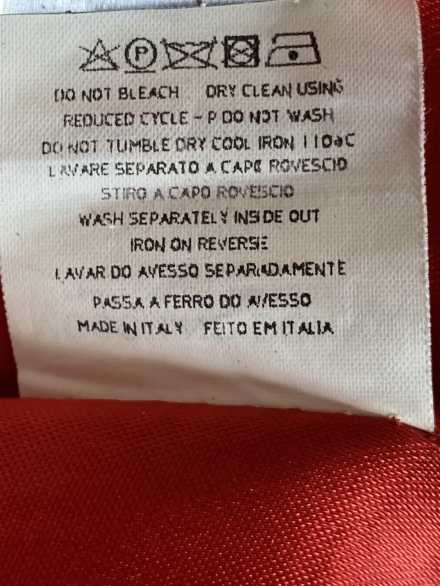 P
DO NOT BLEACH DRY CLEAN USING
REDUCED CYCLE - P DO NOT WASH
DO NOT TUMBLE DRY COOL IRON 110°C
LAVARE SEPARATO A CAPO ROVESCIO
STIRO A CAPO ROVESCIO
WASH SEPARATELY INSIDE OUT
IRON ON REVERSE
LAVAR DO AVESSO SEPARADAMENTE
PASSA A FERRO DO AVESSO
MADE IN ITALY FEITO EM ITALIA